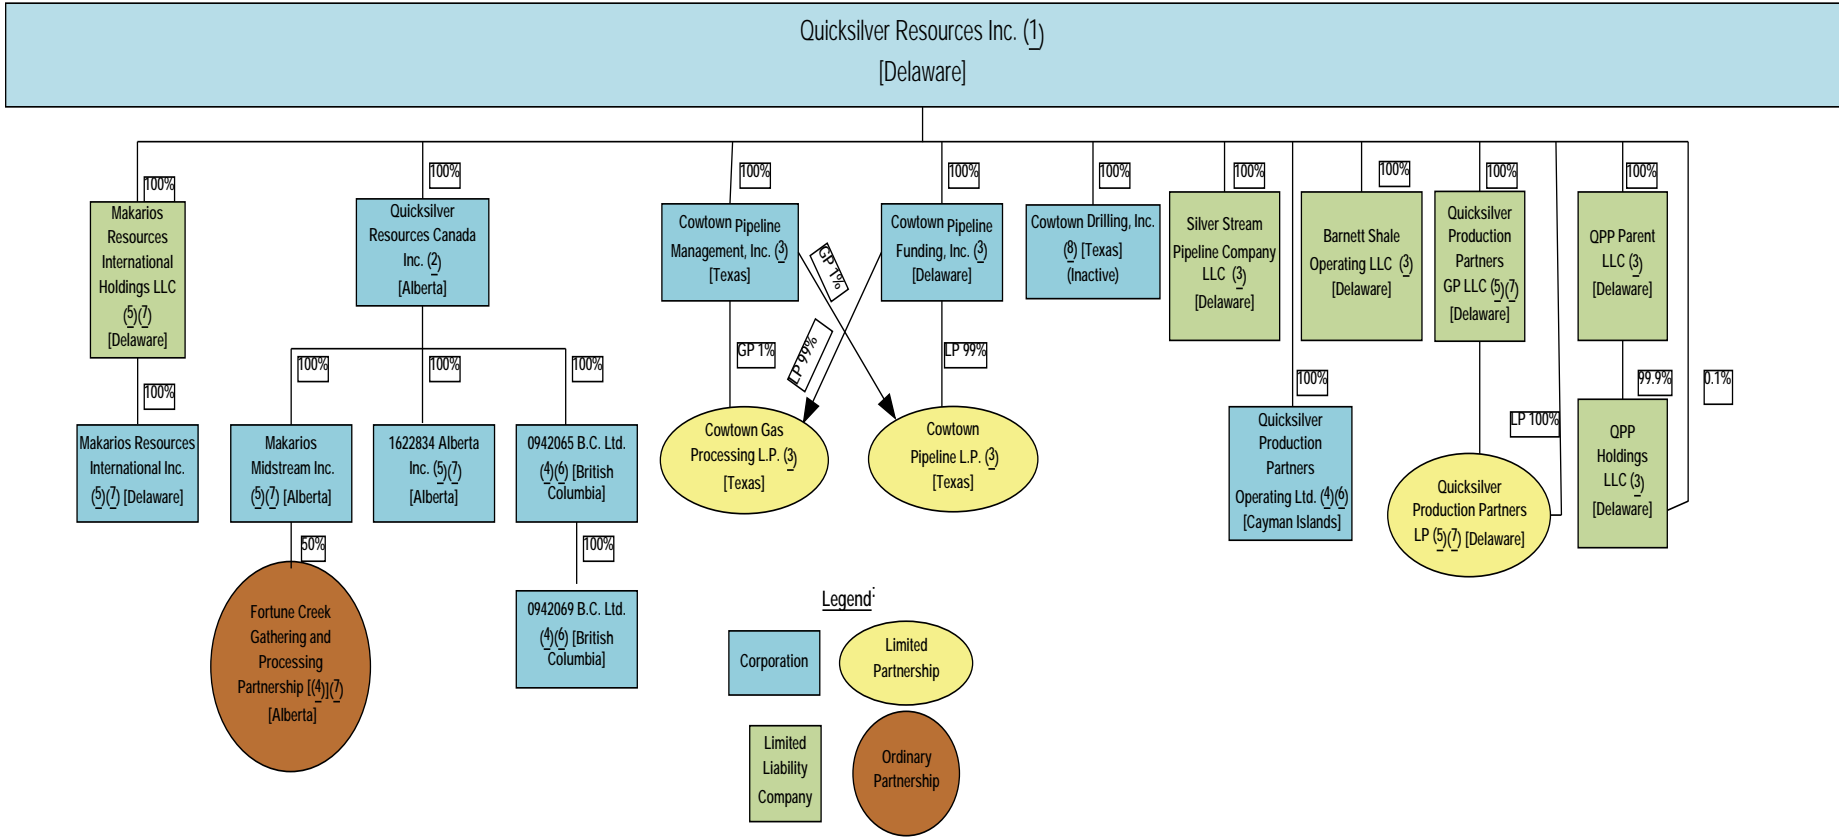 Quicksilver Resources Inc. (1)
[Delaware]
100%
100%
100%
100%
100%
100%
100%
100%
100%
100%
Makarios
Resources
International
Holdings LLC
(5)(7)
[Delaware]
Quicksilver
Resources Canada
Inc. (2)
[Alberta]
Cowtown Pipeline
Management, Inc. (3)
[Texas]
Cowtown Pipeline
Funding, Inc. (3)
[Delaware]
Cowtown Drilling, Inc.
(8) [Texas]
(Inactive)
Silver Stream
Pipeline Company
LLC (3)
[Delaware]
Barnett Shale
Operating LLC (3)
[Delaware]
Quicksilver
Production
Partners
GP LLC (5)(7)
[Delaware]
QPP Parent
LLC (3)
[Delaware]
GP 1%
LP 99%
100%
100%
100%
100%
GP 1%
LP 99%
100%
LP 100%
99.9%
0.1%
Makarios Resources
International Inc.
(5)(7) [Delaware]
Makarios
Midstream Inc.
(5)(7) [Alberta]
1622834 Alberta
Inc. (5)(7)
[Alberta]
0942065 B.C. Ltd.
(4)(6) [British
Columbia]
Cowtown Gas
Processing L.P. (3)
[Texas]
Cowtown
Pipeline L.P. (3)
[Texas]
Quicksilver
Production
Partners
Operating Ltd. (4)(6)
[Cayman Islands]
Quicksilver
Production Partners
LP (5)(7) [Delaware]
QPP
Holdings
LLC (3)
[Delaware]
50%
100%
Fortune Creek
Gathering and
Processing
Partnership [(4)](7)
[Alberta]
0942069 B.C. Ltd.
(4)(6) [British
Columbia]
Legend:
Corporation
Limited
Partnership
Limited
Liability
Company
Ordinary
Partnership